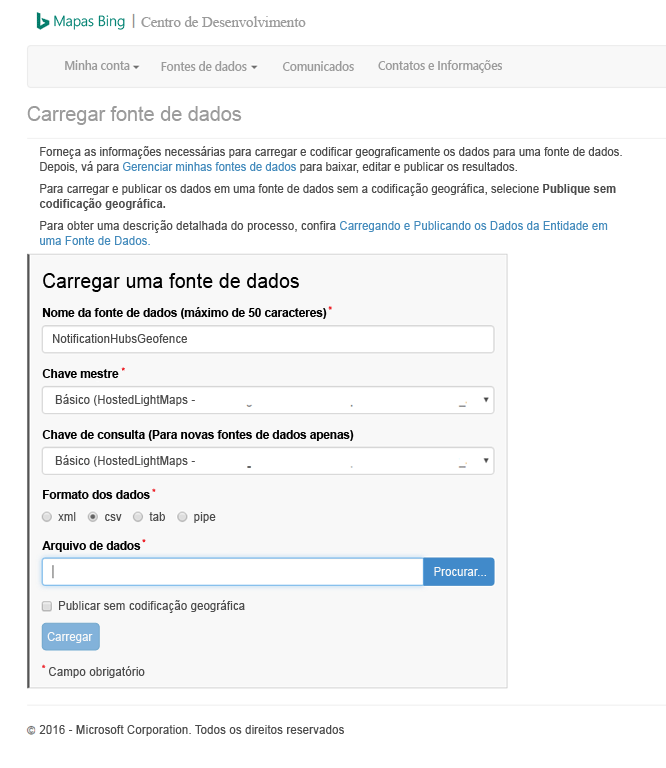 Mapas Bing | Centro de Desenvolvimento
Minha conta Fontes de dados Comunicados Contatos e Informações
Carregar fonte de dados
Forneça as informações necessárias para carregar e codificar geograficamente os dados para uma fonte de dados.
Depois, vá para Gerenciar minhas fontes de dados para baixar, editar e publicar os resultados.
Para carregar e publicar os dados em uma fonte de dados sem a codificação geográfica, selecione Publique sem
codificação geográfica.
Para obter uma descrição detalhada do processo, confira Carregando e Publicando os Dados da Entidade em
uma Fonte de Dados.
Carregar uma fonte de dados
Nome da fonte de dados (máximo de 50 caracteres)*
NotificationHubsGeofence
Chave mestre*
Básico (HostedLightMaps -
Chave de consulta (Para novas fontes de dados apenas)
Básico (HostedLightMaps -
Formato dos dados*
xml csv tab pipe
Arquivo de dados*
Procurar...
Publicar sem codificação geográfica
Carregar
* Campo obrigatório
© 2016 - Microsoft Corporation. Todos os direitos reservados